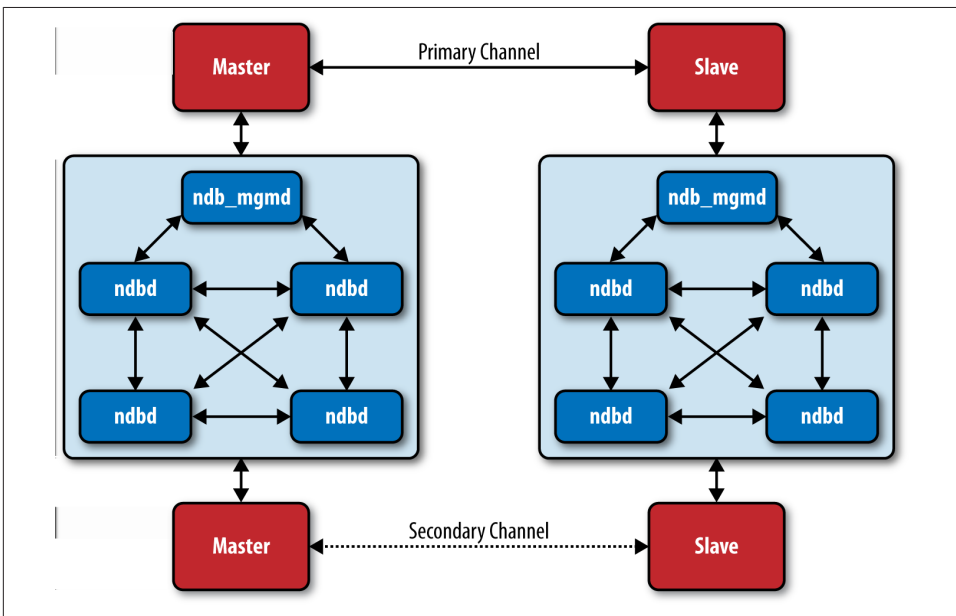 Master
Primary Channel
Slave
ndb_mgmd
ndbd
ndbd
ndbd
ndbd
ndb_mgmd
ndbd
ndbd
ndbd
ndbd
Master
Secondary Channel
Slave